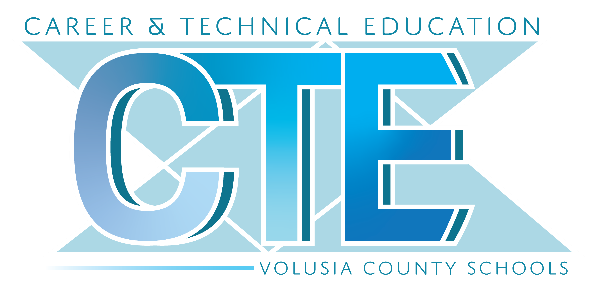 CAREER & TECHNICAL EDUCATION
CTE
VOLUSIA COUNTY SCHOOLS